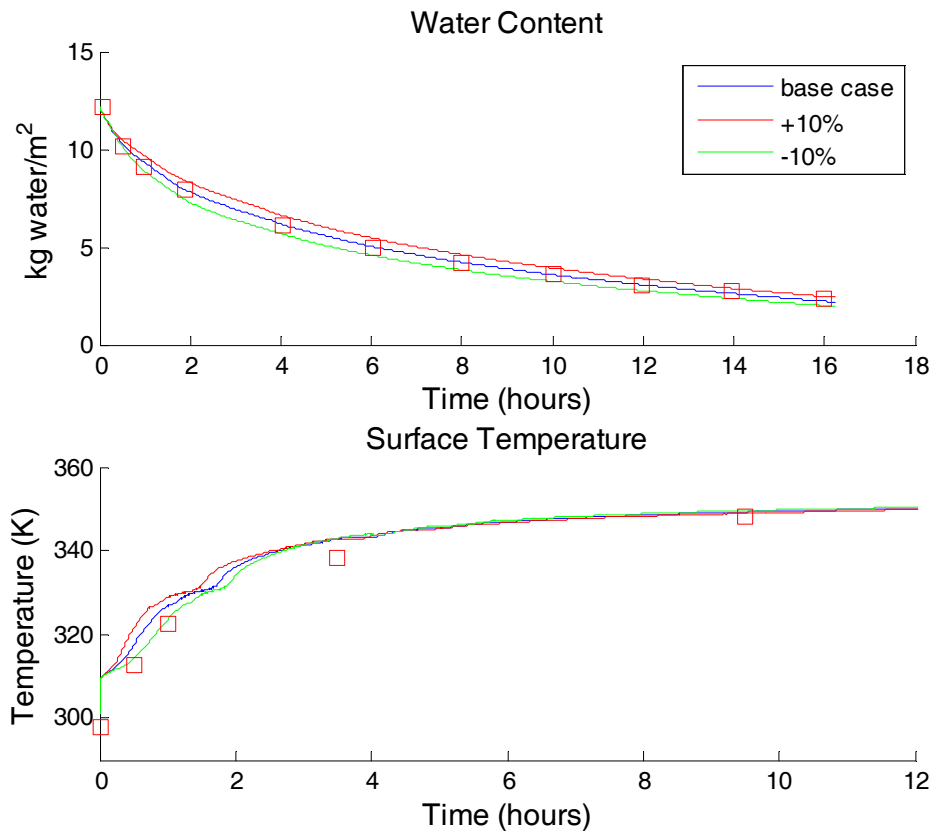 Water Content
15
10
5
0
kg water/m²
base case
+10%
-10%
0 2 4 6 8 10 12 14 16 18
Time (hours)
Surface Temperature
360
340
320
300
Temperature (K)
0 2 4 6 8 10 12
Time (hours)